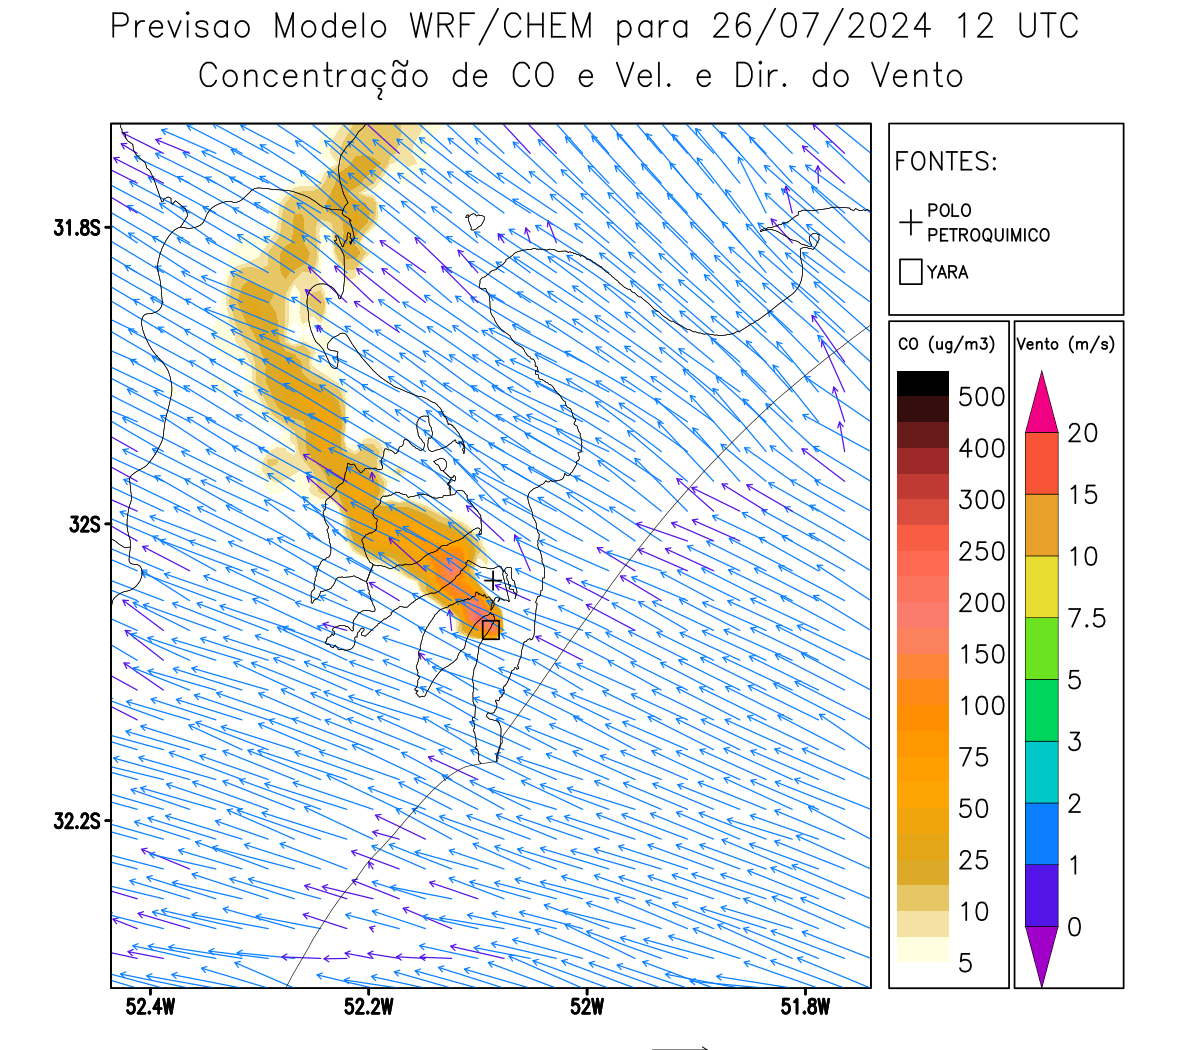 Previsao Modelo WRF/CHEM para 26/07/2024 12 UTC
Concentração de CO e Vel. e Dir. do Vento
FONTES:
POLO
PETROQUIMICO
YARA
CO (ug/m3)
500
400
300
250
200
150
100
75
50
25
10
5
Vento (m/s)
20
15
10
7.5
5
3
2
1
0
31.8S
32S
32.2S
52.4W
52.2W
52W
51.8W